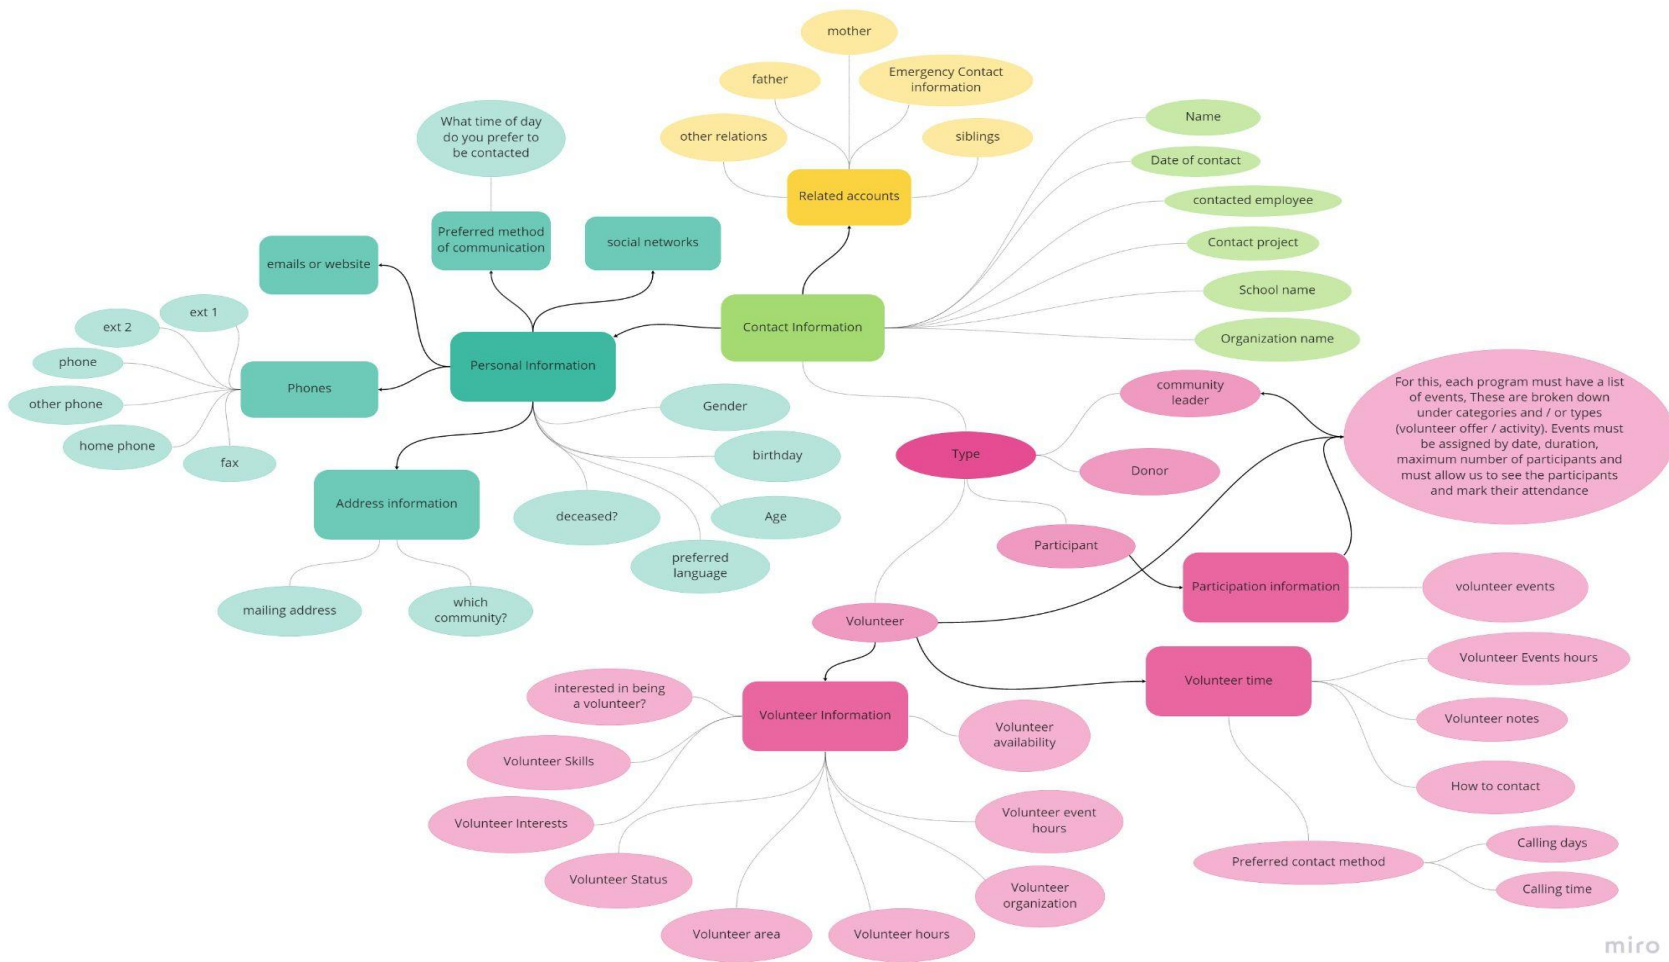 mother
father
Emergency Contact
information
other relations
siblings
Related accounts
What time of day
do you prefer to
be contacted
Preferred method
of communication
social networks
emails or website
ext 1
ext 2
phone
other phone
home phone
fax
Phones
Personal Information
Contact Information
Name
Date of contact
contacted employee
Contact project
School name
Organization name
Address information
mailing address
which
community?
Gender
birthday
Age
preferred
language
deceased?
Type
community
leader
Donor
Participant
Volunteer
For this, each program must have a list
of events, These are broken down
under categories and / or types
(volunteer offer / activity). Events must
be assigned by date, duration,
maximum number of participants and
must allow us to see the participants
and mark their attendance
Participation information
volunteer events
Volunteer time
Volunteer Events hours
Volunteer notes
How to contact
Preferred contact method
Calling days
Calling time
Volunteer Information
interested in being
a volunteer?
Volunteer Skills
Volunteer Interests
Volunteer Status
Volunteer area
Volunteer hours
Volunteer
organization
Volunteer event
hours
Volunteer
availability
miro